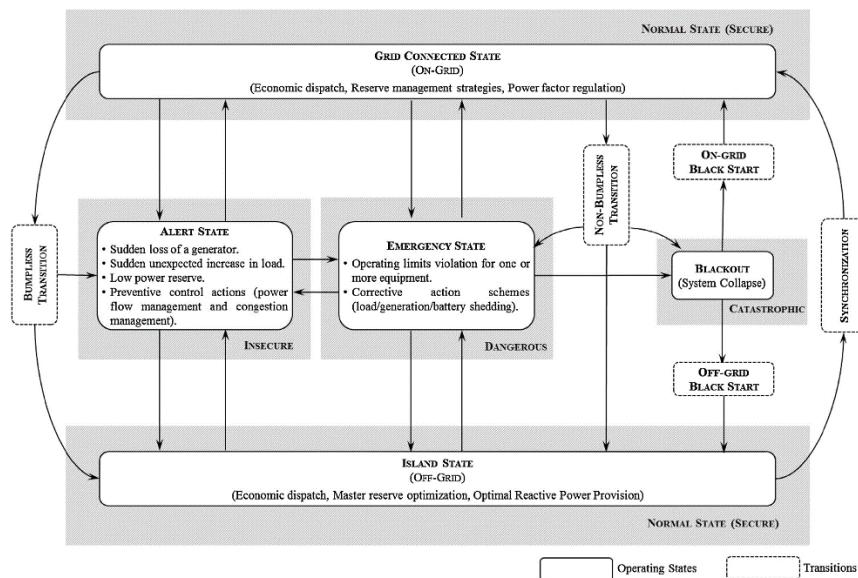 NORMAL STATE (SECURE)
GRID CONNECTED STATE
(ON-GRID)
(Economic dispatch, Reserve management strategies, Power factor regulation)
BUMPLESS
TRANSITION
ALERT STATE
• Sudden loss of a generator.
• Sudden unexpected increase in load.
• Low power reserve.
• Preventive control actions (power
flow management and congestion
management).
INSECURE
EMERGENCY STATE
• Operating limits violation for one or
more equipment.
• Corrective action schemes
(load/generation/battery shedding).
DANGEROUS
NON-BUMPLESS
TRANSITION
ON-GRID
BLACK START
BLACKOUT
(System Collapse)
CATASTROPHIC
OFF-GRID
BLACK START
SYNCHRONIZATION
ISLAND STATE
(OFF-GRID)
(Economic dispatch, Master reserve optimization, Optimal Reactive Power Provision)
NORMAL STATE (SECURE)
Operating States
Transitions